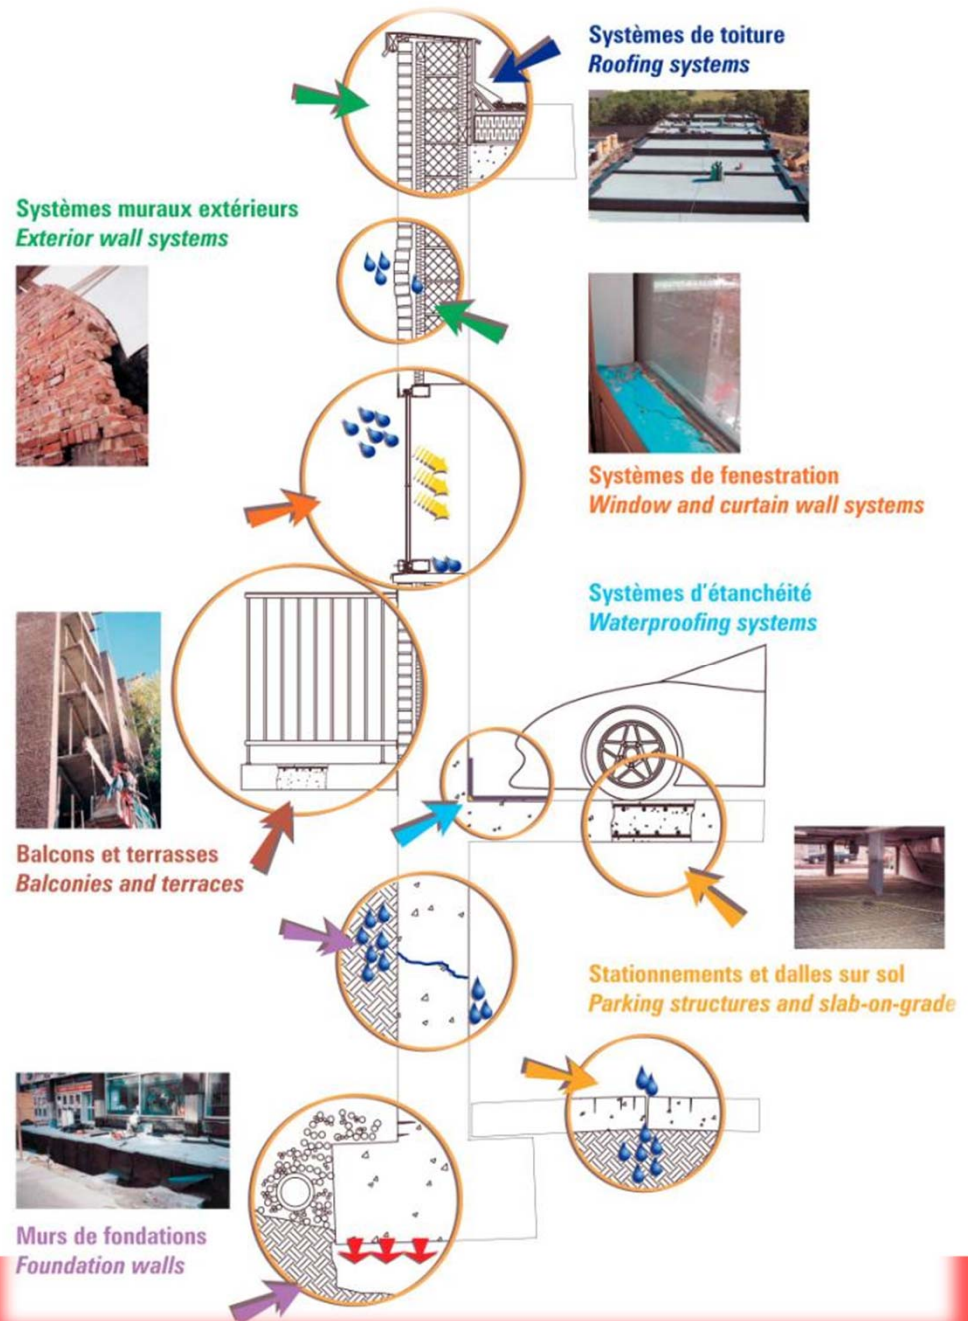 Systèmes de toiture
Roofing systems
Systèmes muraux extérieurs
Exterior wall systems
Systèmes de fenestration
Window and curtain wall systems
Systèmes d'étanchéité
Waterproofing systems
Balcons et terrasses
Balconies and terraces
Stationnements et dalles sur sol
Parking structures and slab-on-grade
Murs de fondations
Foundation walls